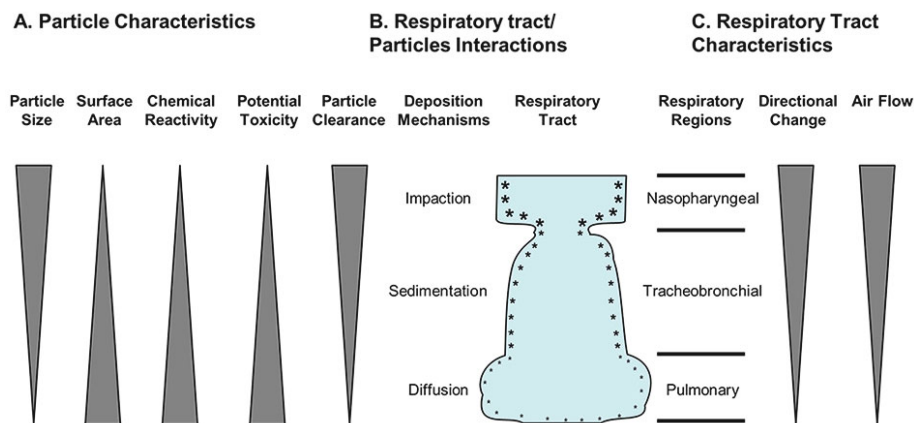 A. Particle Characteristics
B. Respiratory tract/
Particles Interactions
C. Respiratory Tract
Characteristics
Particle
Size
Surface
Area
Chemical
Reactivity
Potential
Toxicity
Particle
Clearance
Deposition
Mechanisms
Respiratory
Tract
Respiratory
Regions
Directional
Change
Air Flow
Impaction
Nasopharyngeal
Sedimentation
Tracheobronchial
Diffusion
Pulmonary